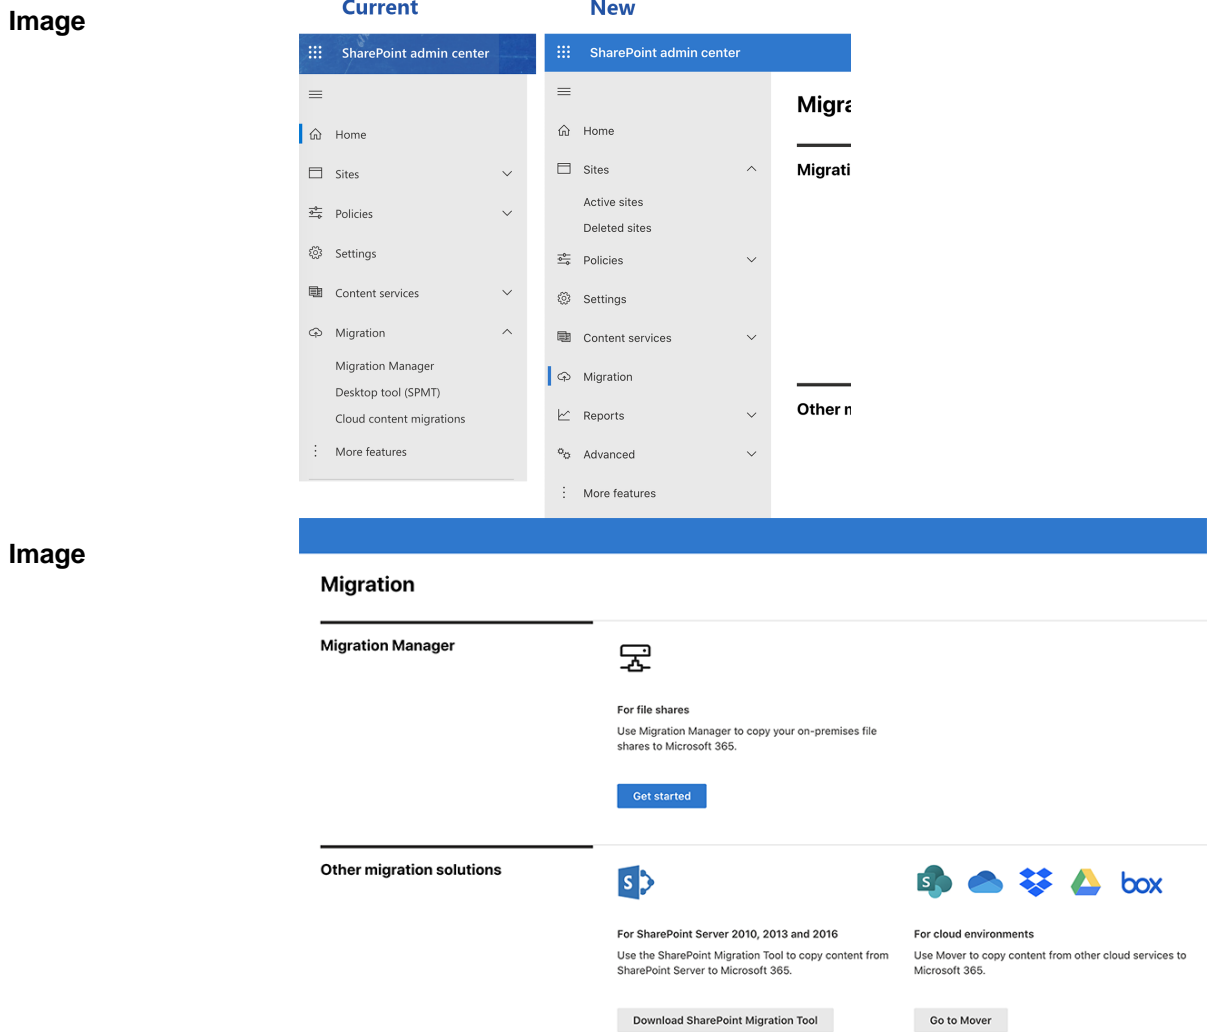 Image
Current
SharePoint admin center
Home
Sites
Policies
Settings
Content services
Migration
Migration Manager
Desktop tool (SPMT)
Cloud content migrations
More features
New
SharePoint admin center
Home
Sites
Active sites
Deleted sites
Policies
Settings
Content services
Migration
Reports
Advanced
More features
Migra
Migrati
Other
Image
Migration
Migration Manager
For file shares
Use Migration Manager to copy your on-premises file
shares to Microsoft 365.
Get started
Other migration solutions
S
For SharePoint Server 2010, 2013 and 2016
Use the SharePoint Migration Tool to copy content from
SharePoint Server to Microsoft 365.
Download SharePoint Migration Tool
S
box
For cloud environments
Use Mover to copy content from other cloud services to
Microsoft 365.
Go to Mover